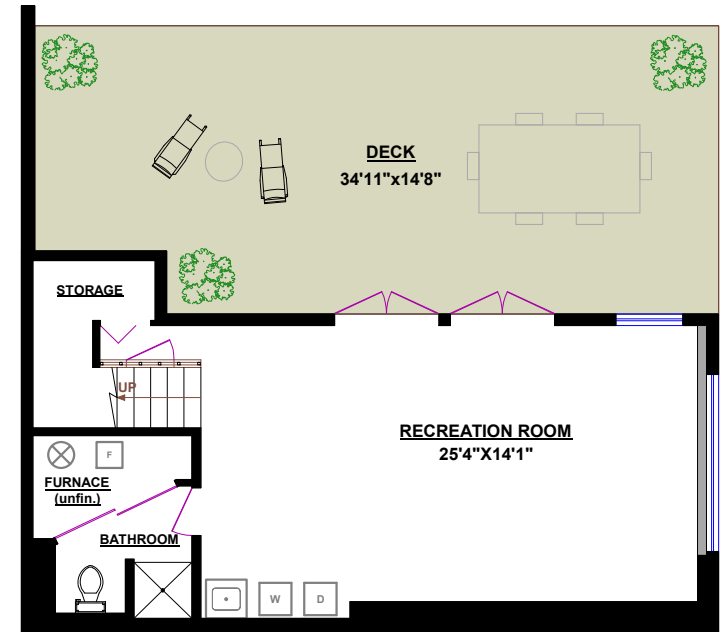 DECK
34'11"x14'8"
STORAGE
UP
RECREATION ROOM
25'4"X14'1"
F
FURNACE
(unfin.)
BATHROOM
W
D